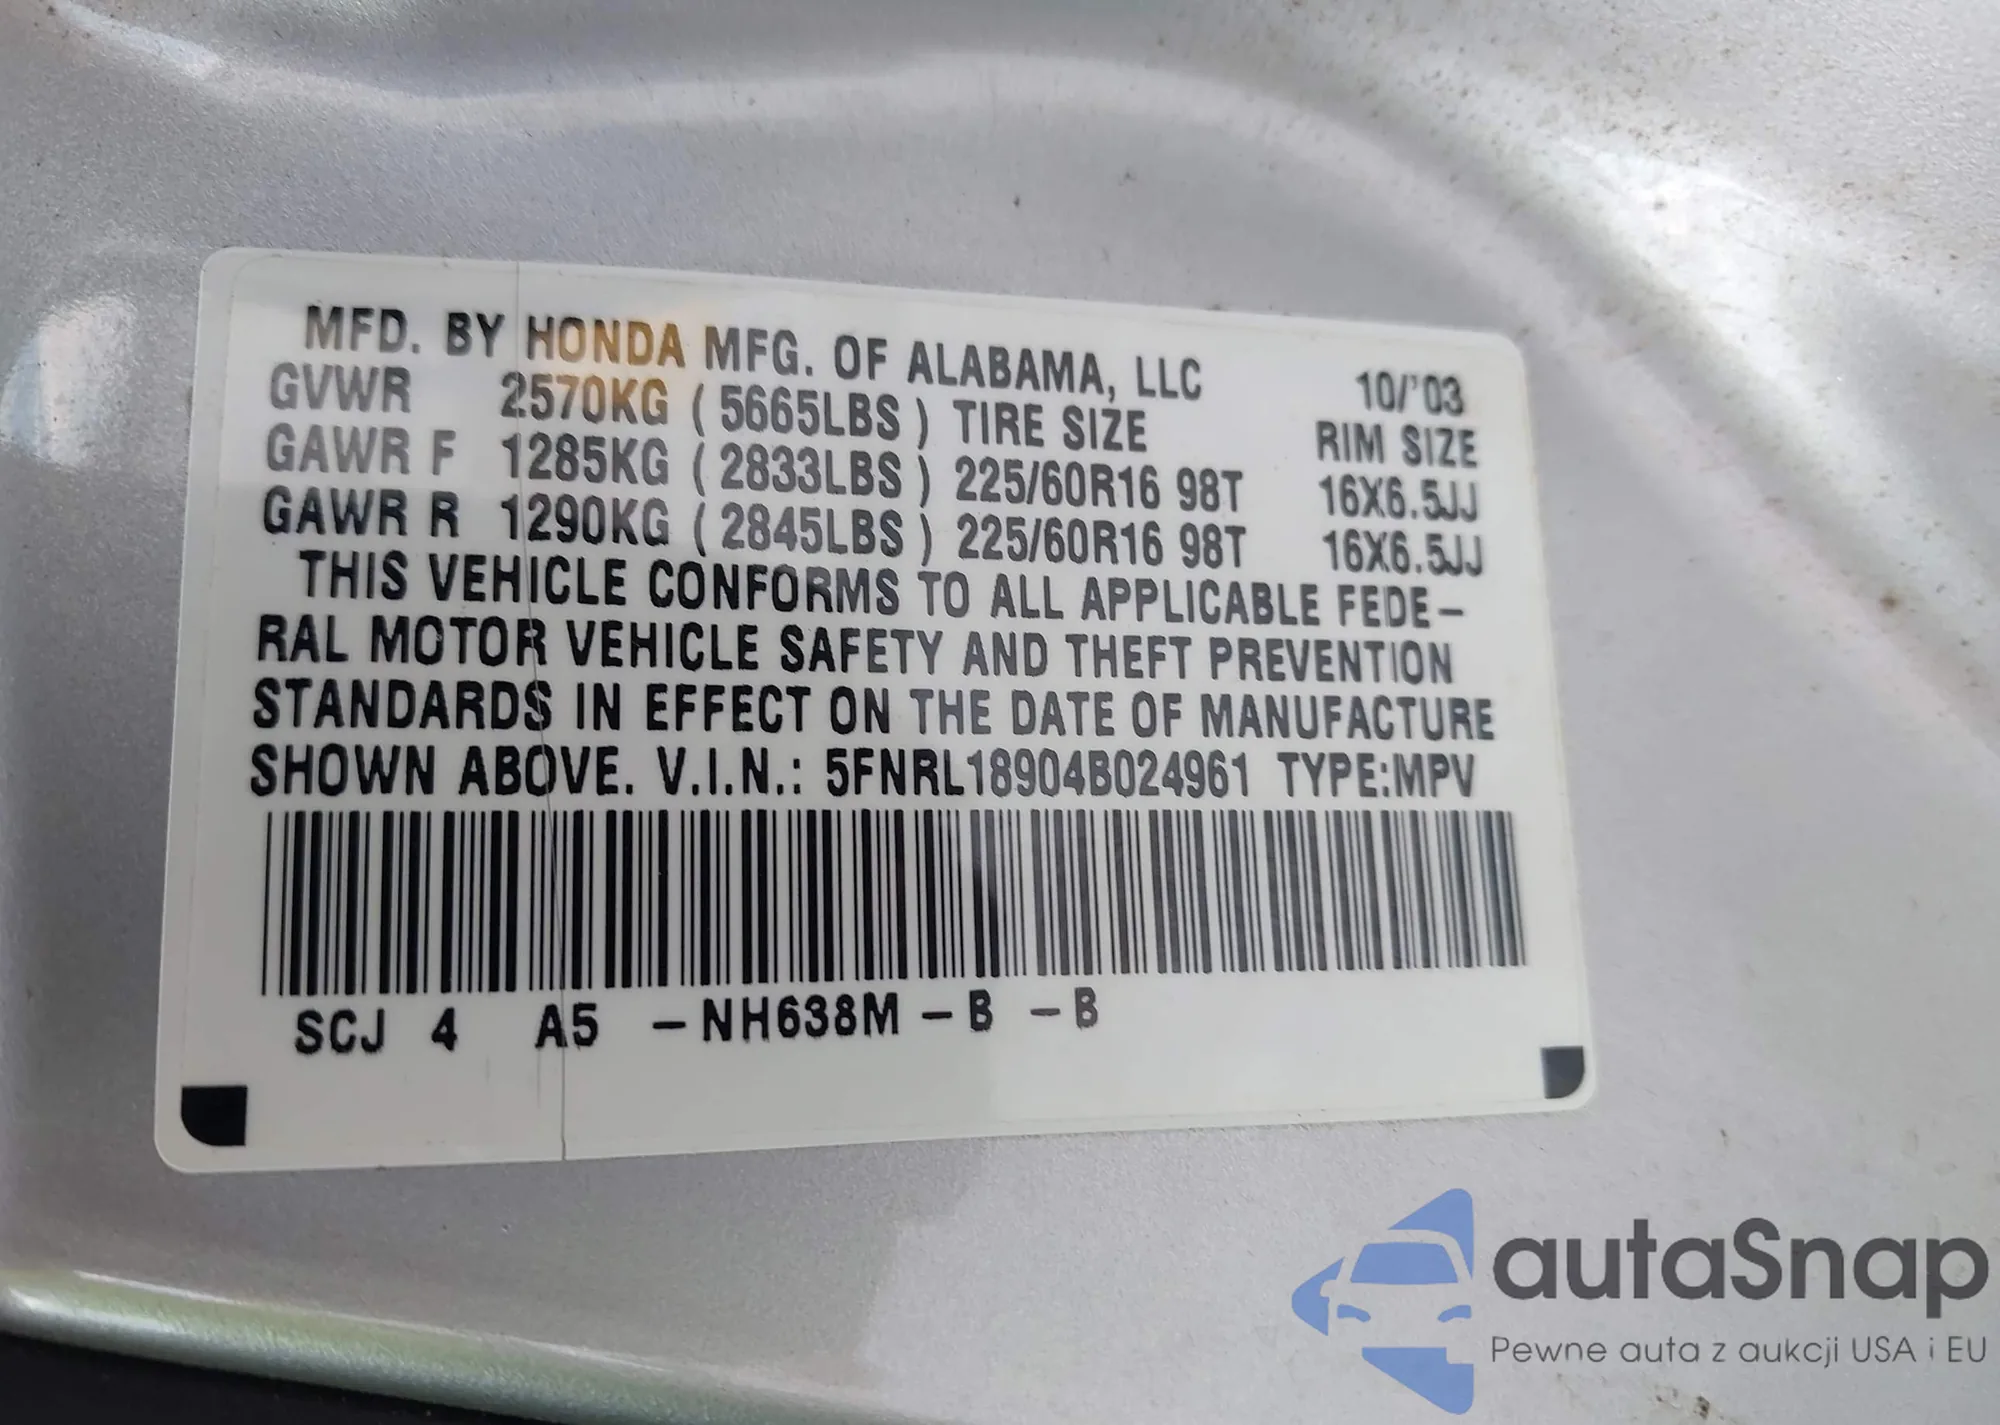 MFD. BY HONDA MFG. OF ALABAMA, LLC 10/'03
GVWR 2570KG ( 5665LBS ) TIRE SIZE RIM SIZE
GAWR F 1285KG ( 2833LBS ) 225/60R16 98T 16X6.5JJ
GAWR R 1290KG ( 2845LBS ) 225/60R16 98T 16X6.5JJ
THIS VEHICLE CONFORMS TO ALL APPLICABLE FEDE-
RAL MOTOR VEHICLE SAFETY AND THEFT PREVENTION
STANDARDS IN EFFECT ON THE DATE OF MANUFACTURE
SHOWN ABOVE. V.I.N.: 5FNRL18904B024961 TYPE:MPV
SCJ 4 A5 -NH638M - B - B
autaSnap
Pewne auta z aukcji USA i EU